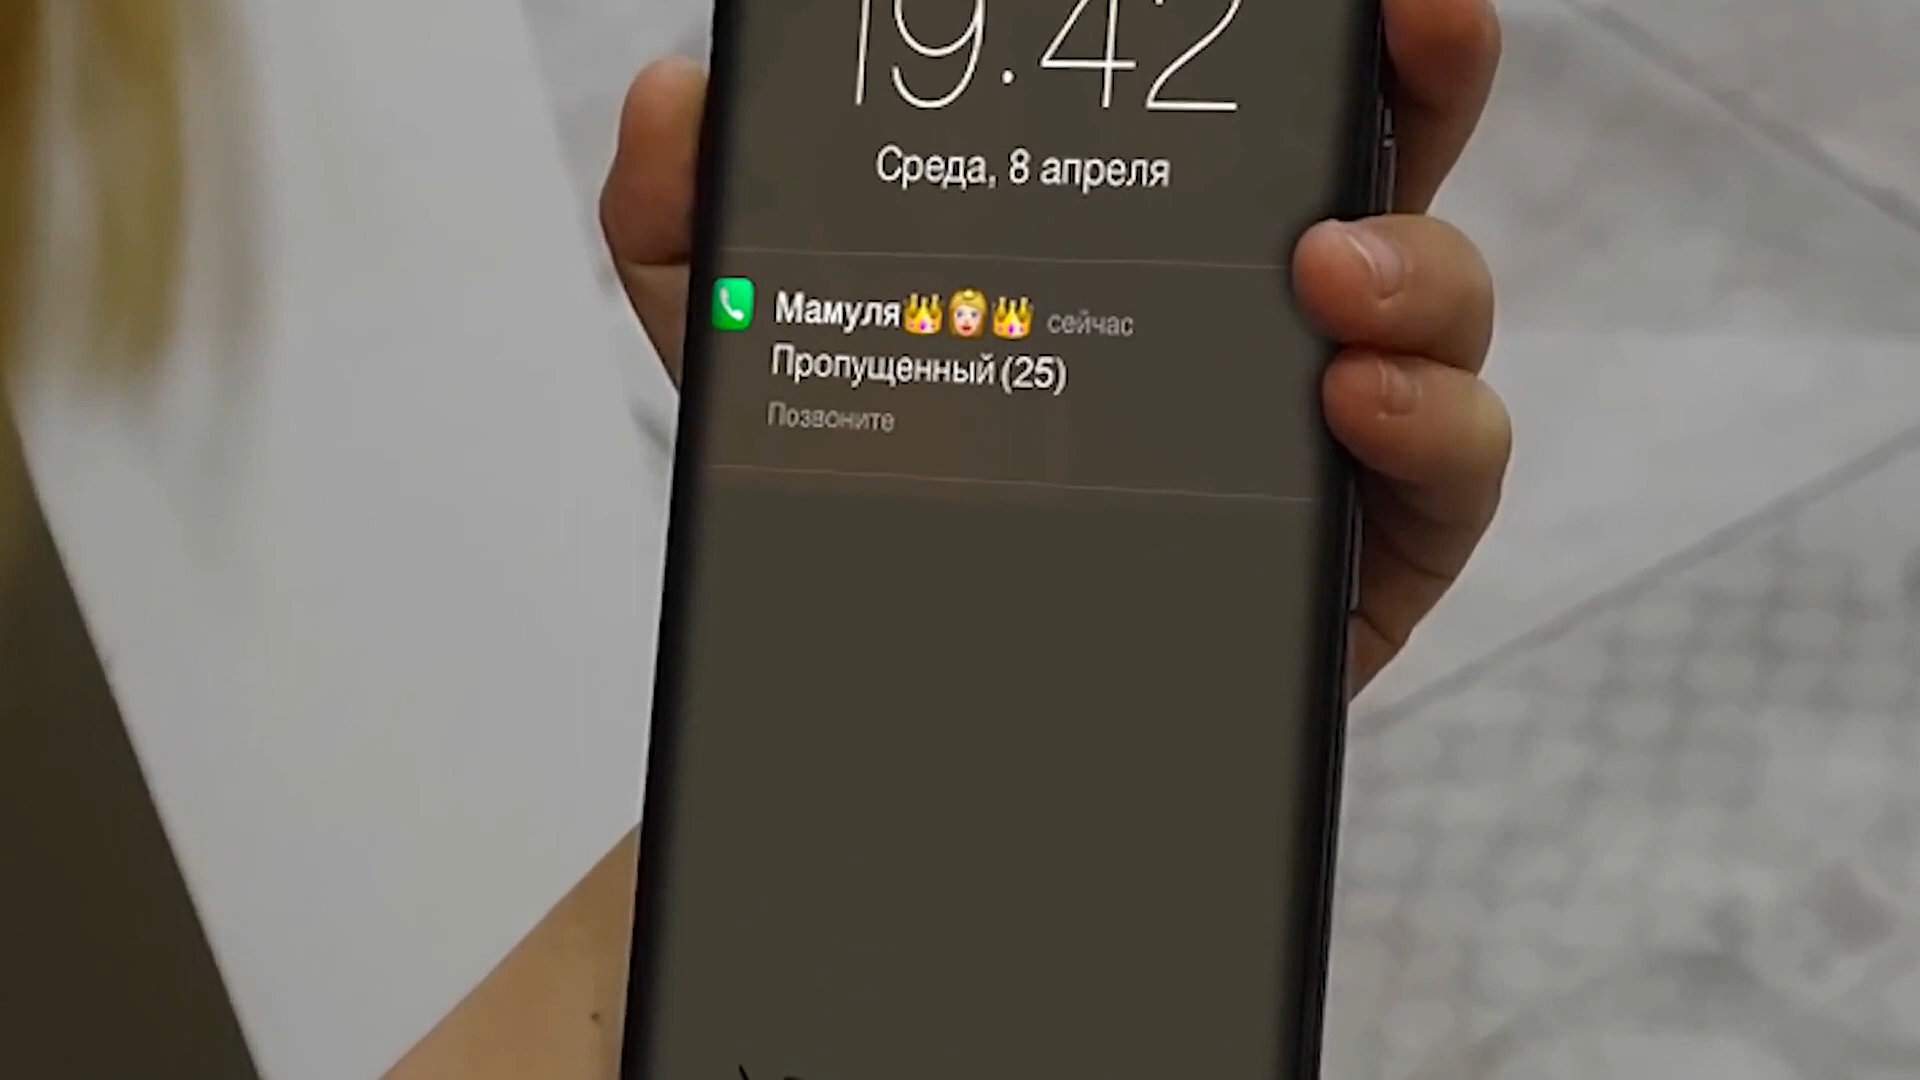 19.42
Среда, 8 апреля
Мамуля👑👸👑 сейчас
Пропущенный (25)
Позвоните